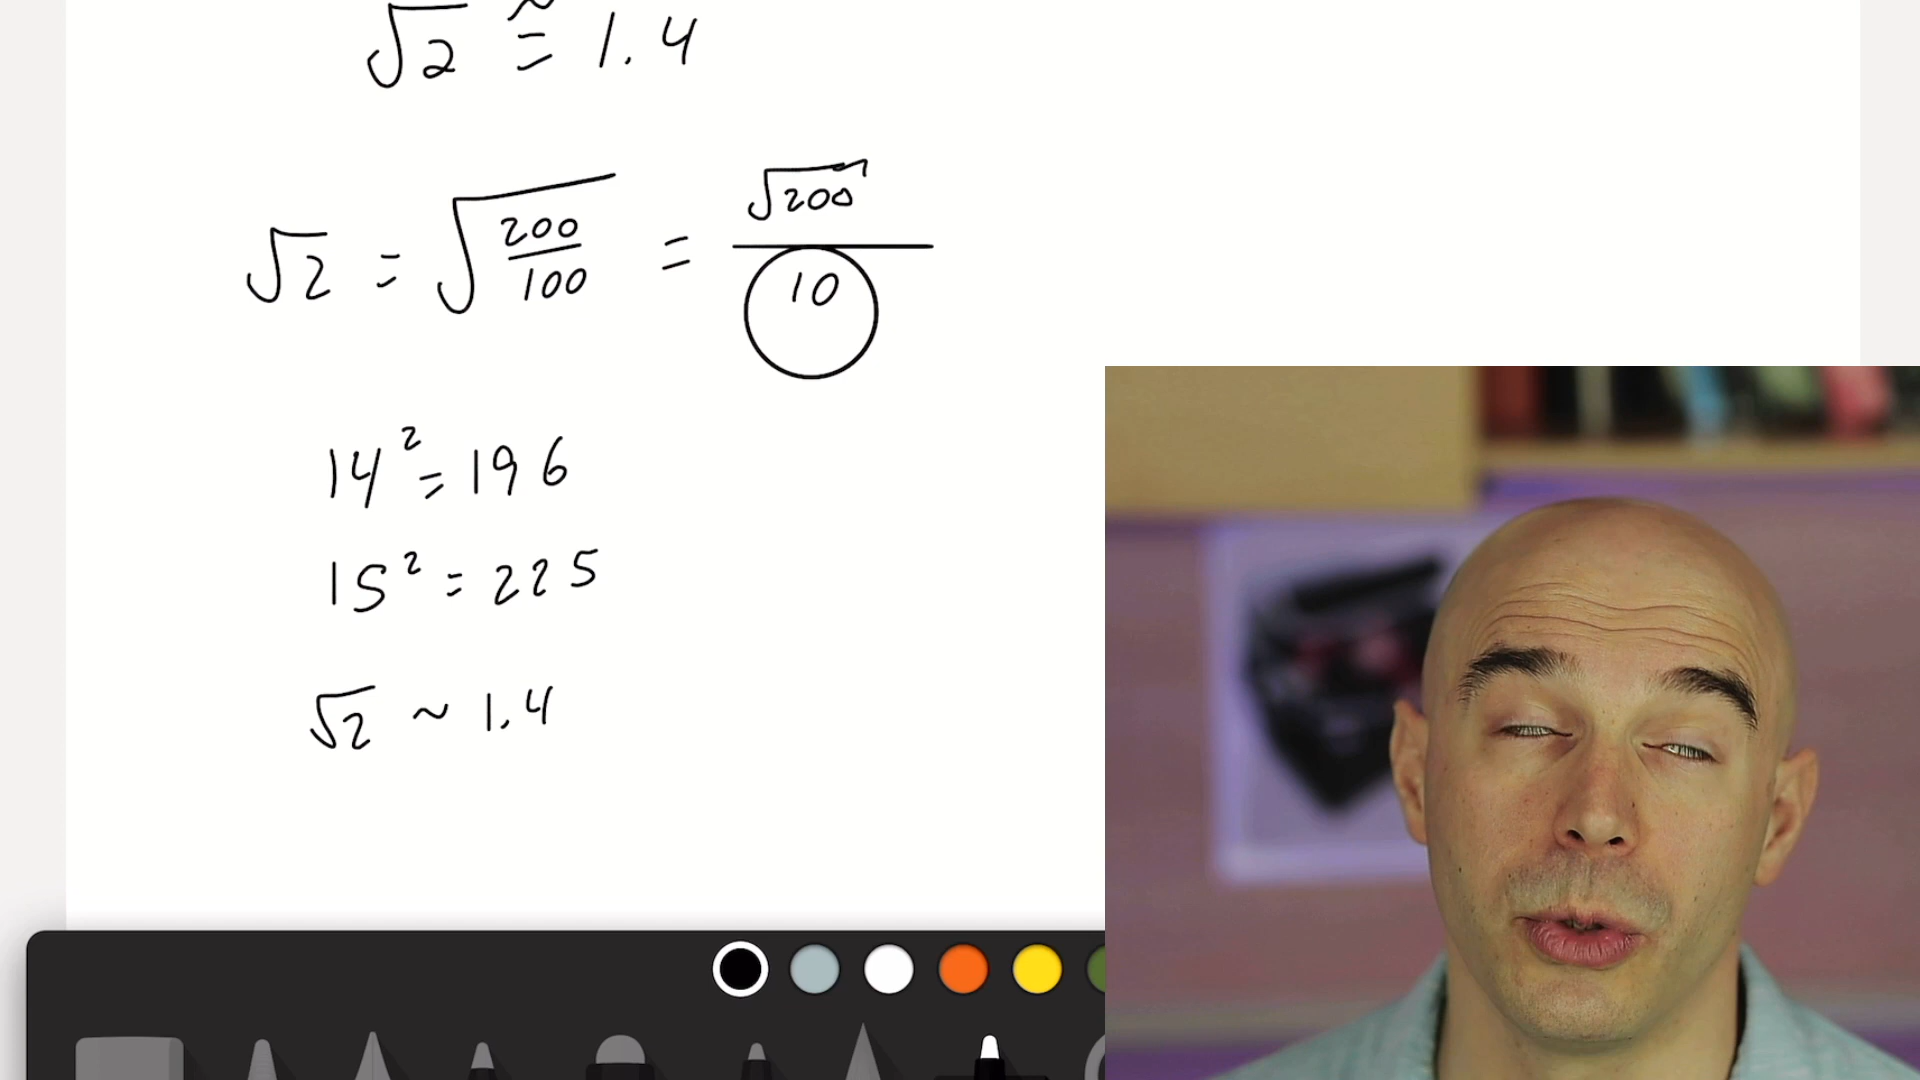 √2 ≅ 1.4
√2 = √(200/100) = √200/10
14² = 196
15² = 225
√2 ~ 1.4